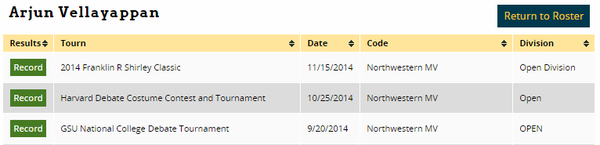 Arjun Vellayappan
Return to Roster
Results Tourn Date Code Division
Record 2014 Franklin R Shirley Classic 11/15/2014 Northwestern MV Open Division
Record Harvard Debate Costume Contest and Tournament 10/25/2014 Northwestern MV Open
Record GSU National College Debate Tournament 9/20/2014 Northwestern MV OPEN